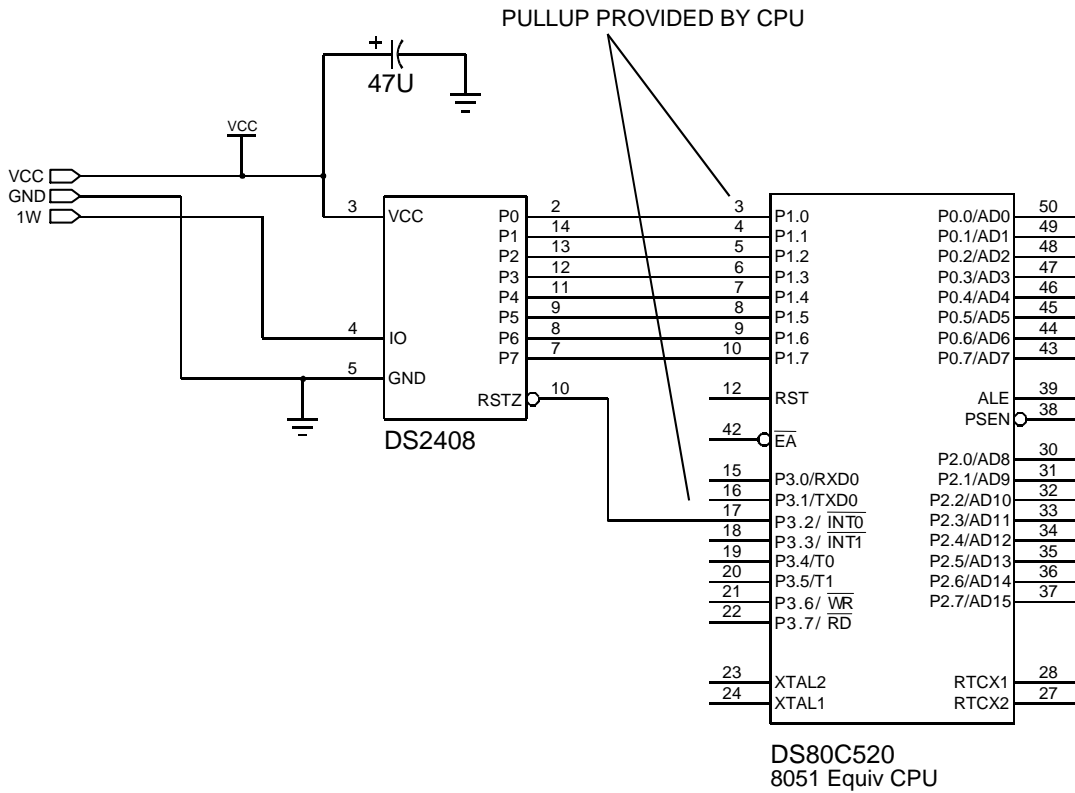 PULLUP PROVIDED BY CPU
+
47U
VCC
VCC
GND
1W
3 VCC P0 2 3 P1.0 P0.0/AD0 50
P1 14 4 P1.1 P0.1/AD1 49
P2 13 5 P1.2 P0.2/AD2 48
P3 12 6 P1.3 P0.3/AD3 47
P4 11 7 P1.4 P0.4/AD4 46
P5 9 8 P1.5 P0.5/AD5 45
4 IO P6 8 9 P1.6 P0.6/AD6 44
P7 7 10 P1.7 P0.7/AD7 43
5 GND
RSTZ 10 12 RST ALE 39
PSEN 38
DS2408
42 EA
P2.0/AD8 30
15 P3.0/RXD0 P2.1/AD9 31
16 P3.1/TXD0 P2.2/AD10 32
17 P3.2/ INT0 P2.3/AD11 33
18 P3.3/ INT1 P2.4/AD12 34
19 P3.4/T0 P2.5/AD13 35
20 P3.5/T1 P2.6/AD14 36
21 P3.6/ WR P2.7/AD15 37
22 P3.7/ RD
23 XTAL2 RTCX1 28
24 XTAL1 RTCX2 27
DS80C520
8051 Equiv CPU